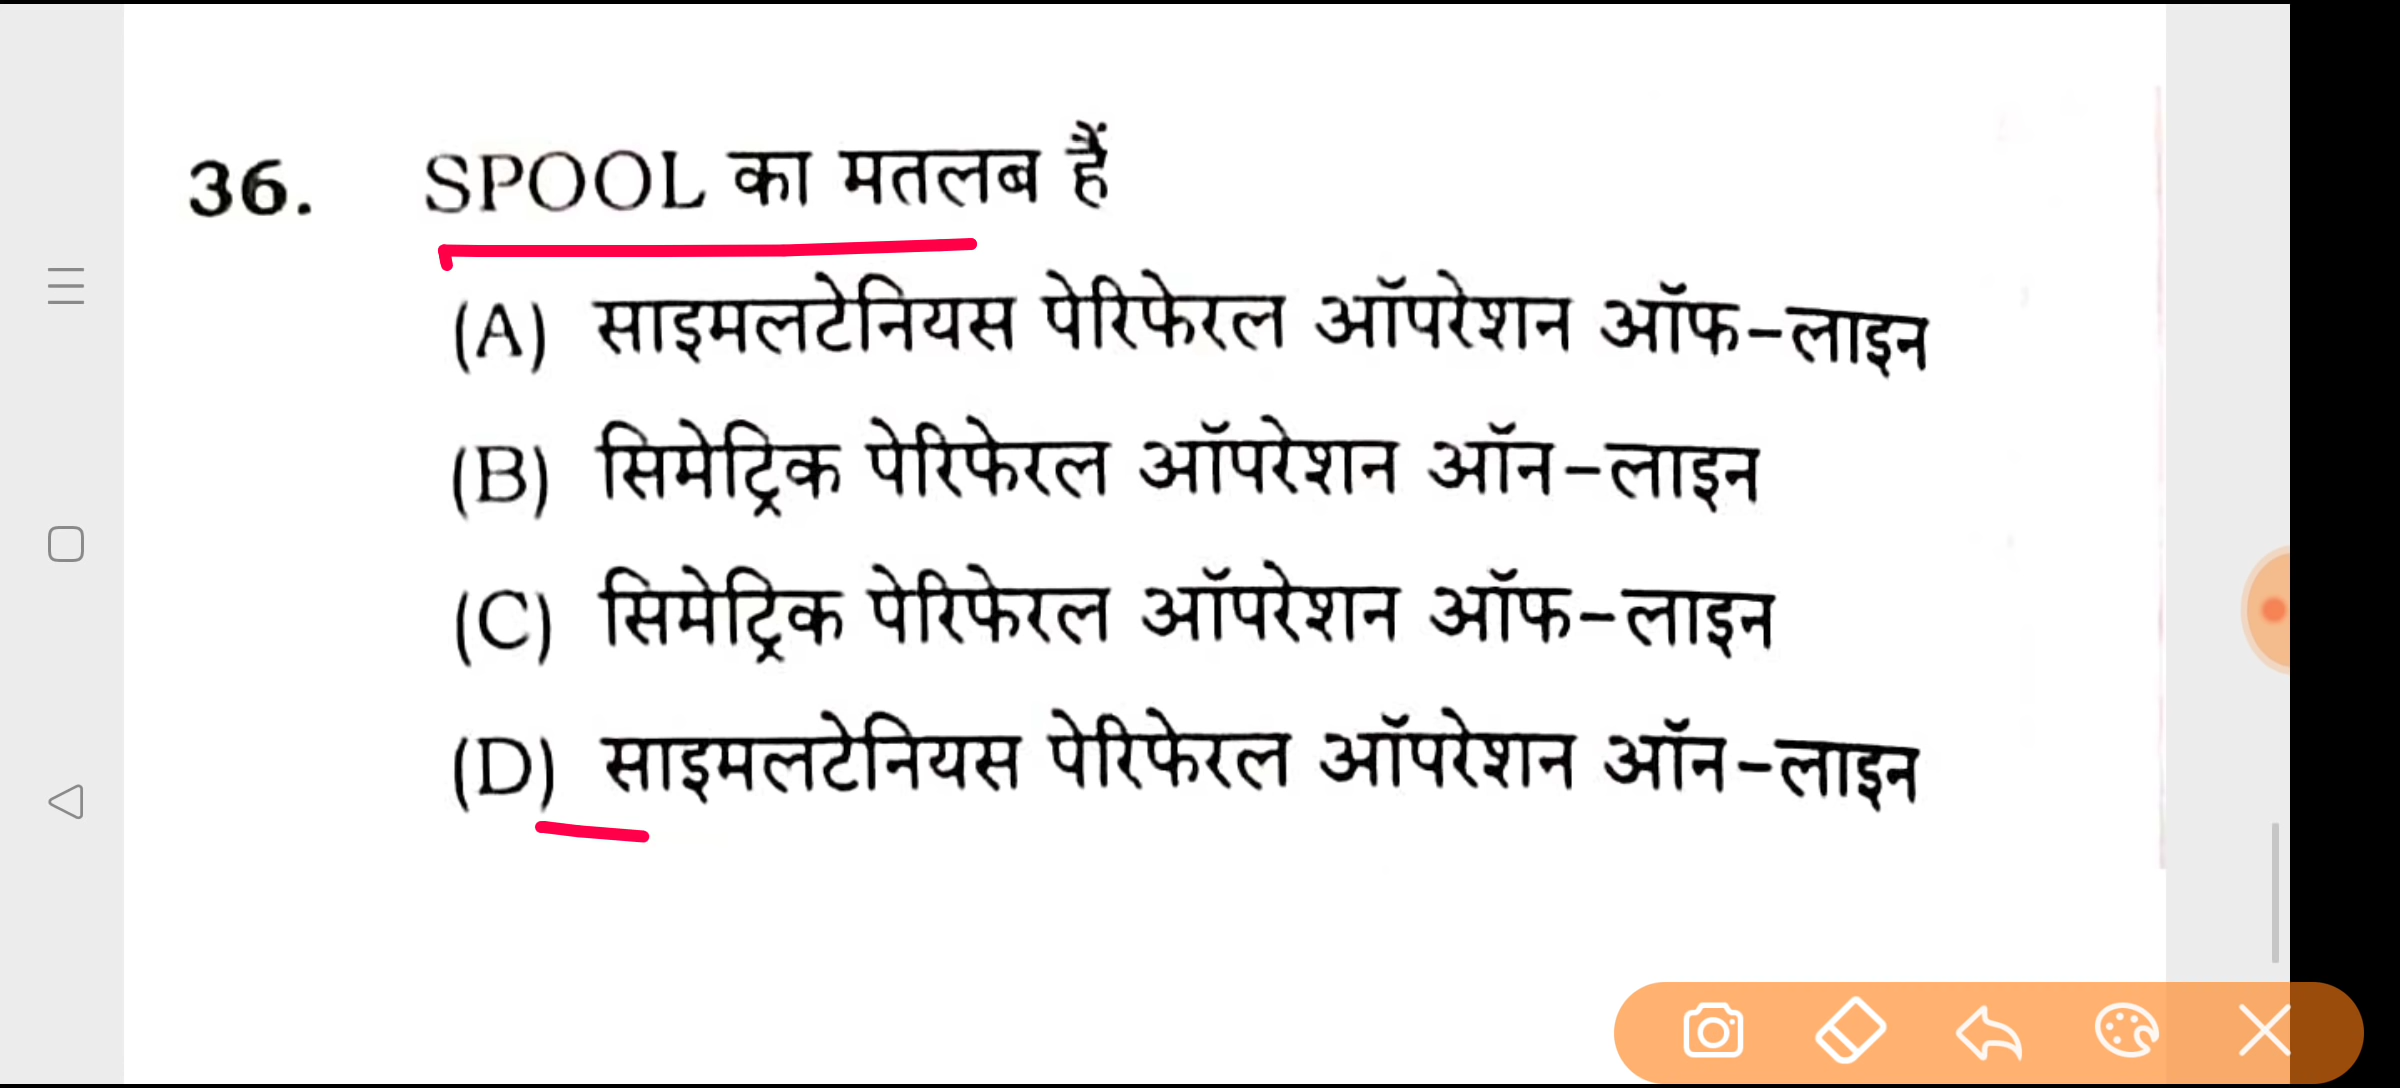 36. SPOOL का मतलब हैं
(A) साइमलटेनियस पेरिफेरल ऑपरेशन ऑफ-लाइन
(B) सिमेट्रिक पेरिफेरल ऑपरेशन ऑन-लाइन
(C) सिमेट्रिक पेरिफेरल ऑपरेशन ऑफ-लाइन
(D) साइमलटेनियस पेरिफेरल ऑपरेशन ऑन-लाइन